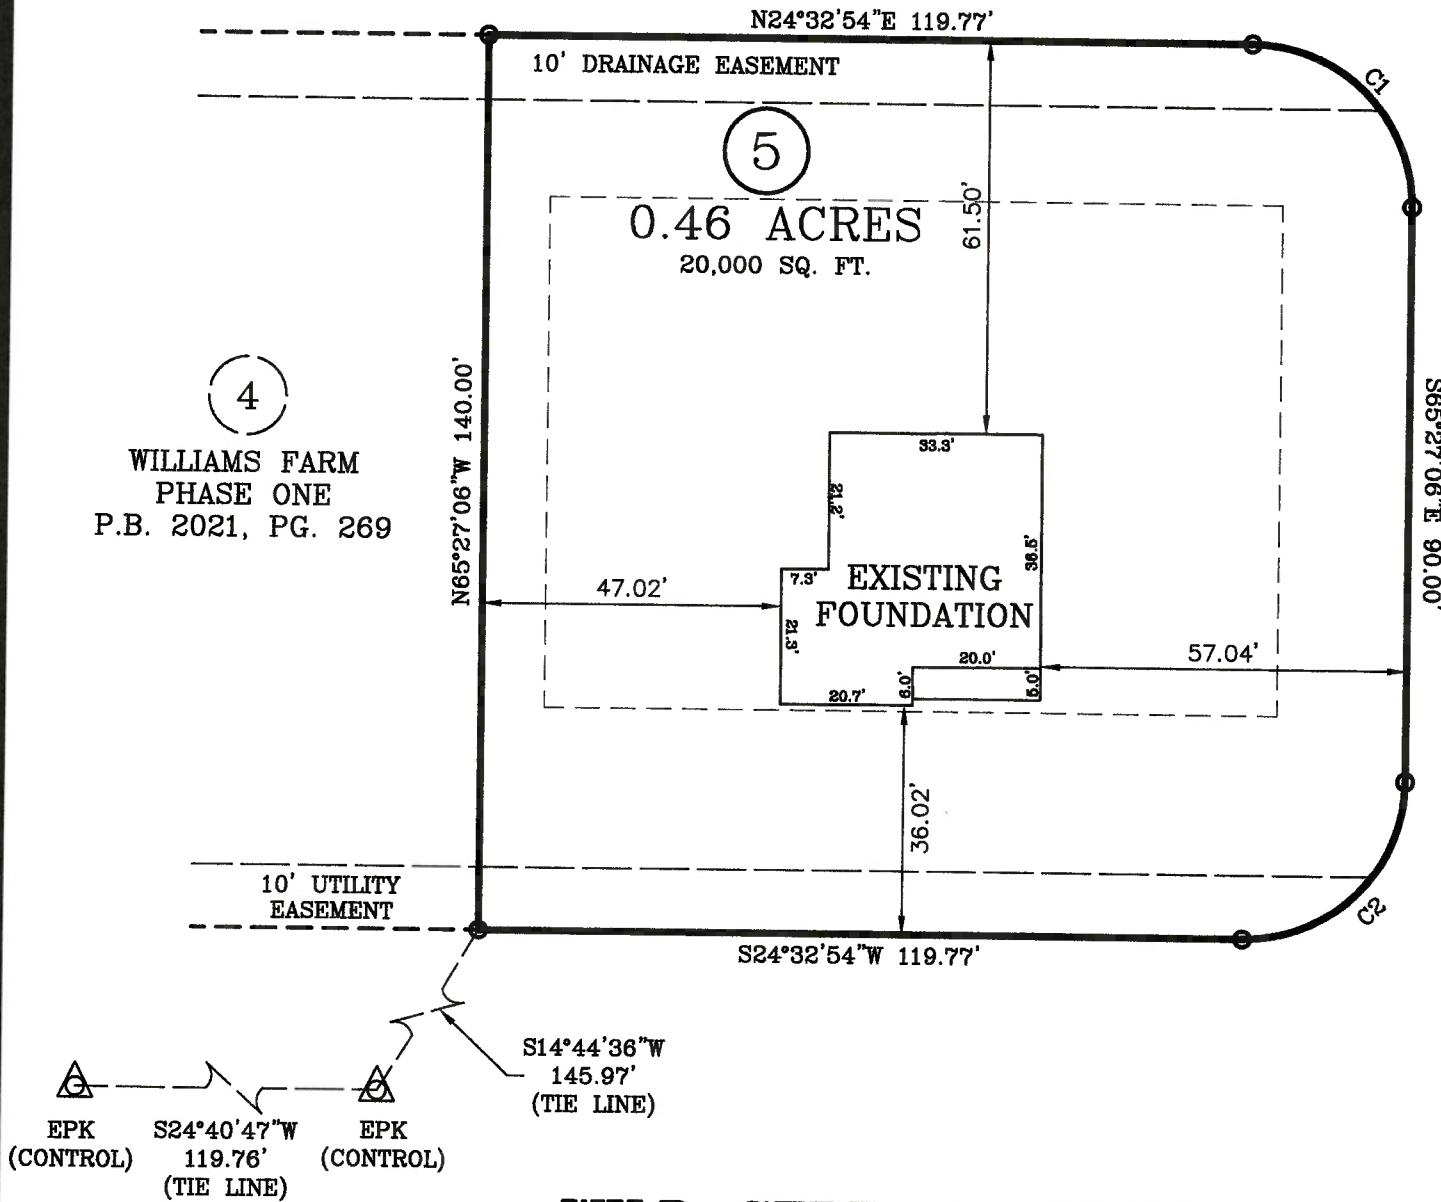 N24°32'54"E 119.77'
10' DRAINAGE EASEMENT
C1
5
0.46 ACRES
20,000 SQ. FT.
61.50'
4
WILLIAMS FARM
PHASE ONE
P.B. 2021, PG. 269
N65°27'06"W 140.00'
S65°27'06"E 90.00'
33.3'
21.2'
36.5'
7.3'
EXISTING
FOUNDATION
47.02'
21.3'
20.0'
57.04'
20.7'
6.0'
5.0'
36.02'
10' UTILITY
EASEMENT
C2
S24°32'54"W 119.77'
S14°44'36"W
145.97'
(TIE LINE)
EPK
(CONTROL)
S24°40'47"W
119.76'
(TIE LINE)
EPK
(CONTROL)